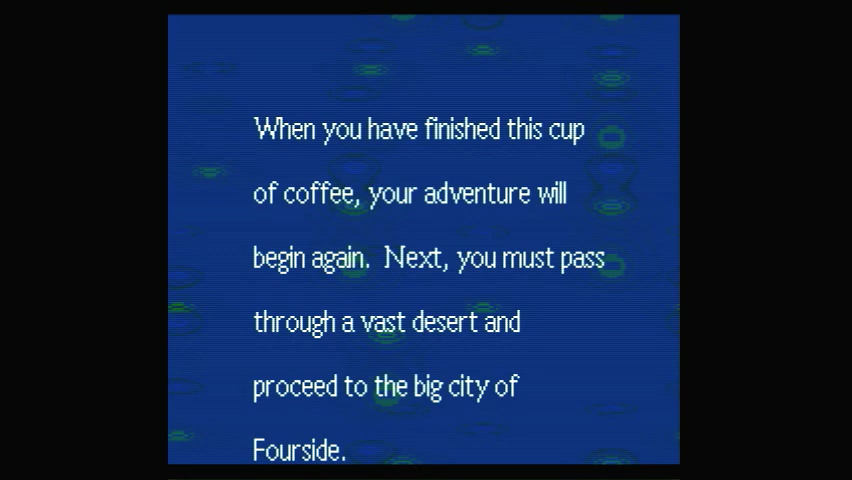 When you have finished this cup
of coffee, your adventure will
begin again.  Next, you must pass
through a vast desert and
proceed to the big city of
Fourside.